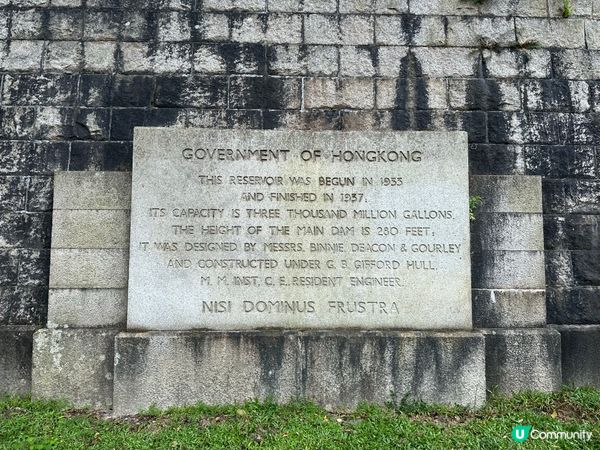 GOVERNMENT OF HONGKONG
THIS RESERVOIR WAS BEGUN IN 1933
AND FINISHED IN 1937;
ITS CAPACITY IS THREE THOUSAND MILLION GALLONS.
THE HEIGHT OF THE MAIN DAM IS 280 FEET;
IT WAS DESIGNED BY MESSRS. BINNIE, DEACON & GOURLEY
AND CONSTRUCTED UNDER G. B. GIFFORD HULL,
M. M. INST. C. E., RESIDENT ENGINEER.
NISI DOMINUS FRUSTRA
U Community